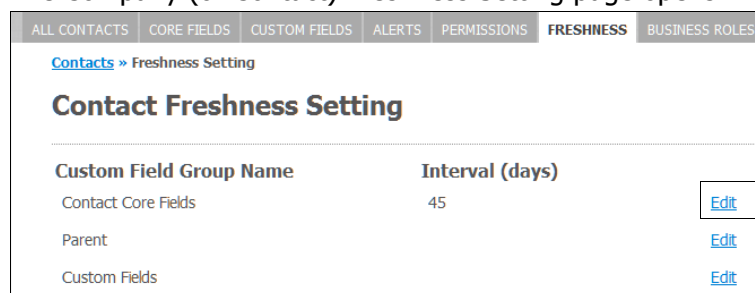 ALL CONTACTS CORE FIELDS CUSTOM FIELDS ALERTS PERMISSIONS FRESHNESS BUSINESS ROLES
Contacts » Freshness Setting
Contact Freshness Setting
Custom Field Group Name Interval (days)
Contact Core Fields 45 Edit
Parent Edit
Custom Fields Edit